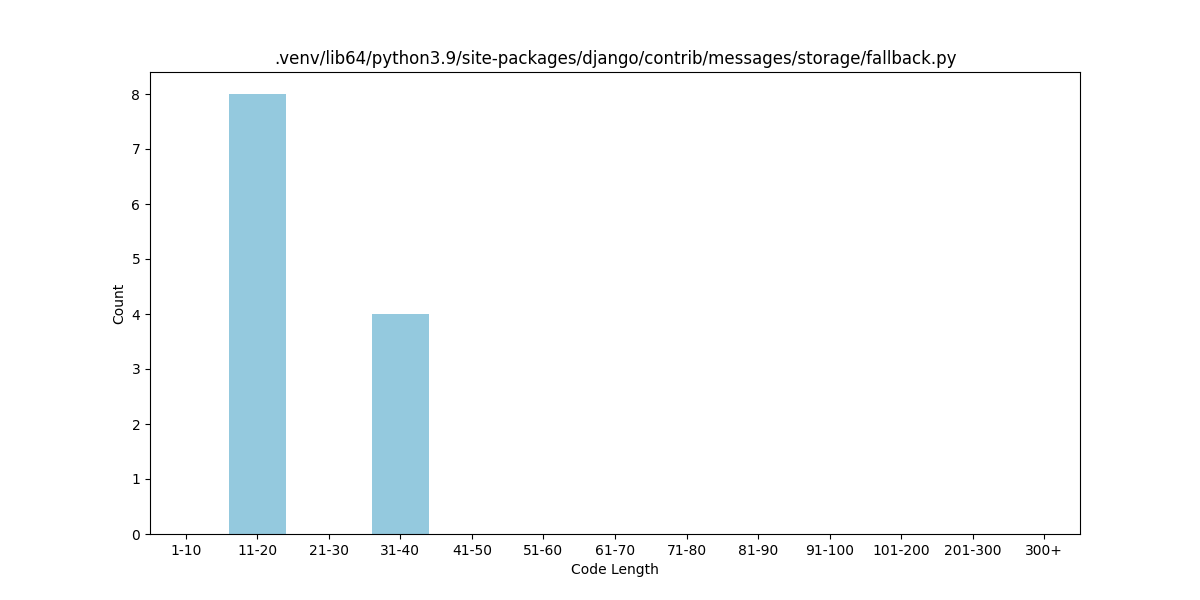 .venv/lib64/python3.9/site-packages/django/contrib/messages/storage/fallback.py
8
7
6
5
4
3
2
1
0
Count
1-10 11-20 21-30 31-40 41-50 51-60 61-70 71-80 81-90 91-100 101-200 201-300 300+
Code Length